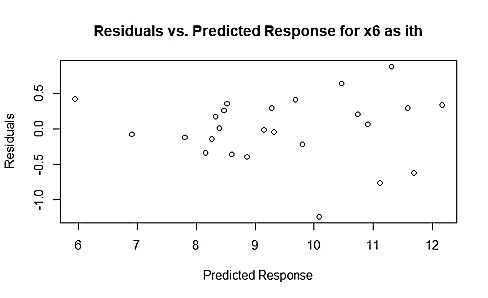 Residuals vs. Predicted Response for x6 as ith
Residuals
0.5
0.0
-0.5
-1.0
6 7 8 9 10 11 12
Predicted Response